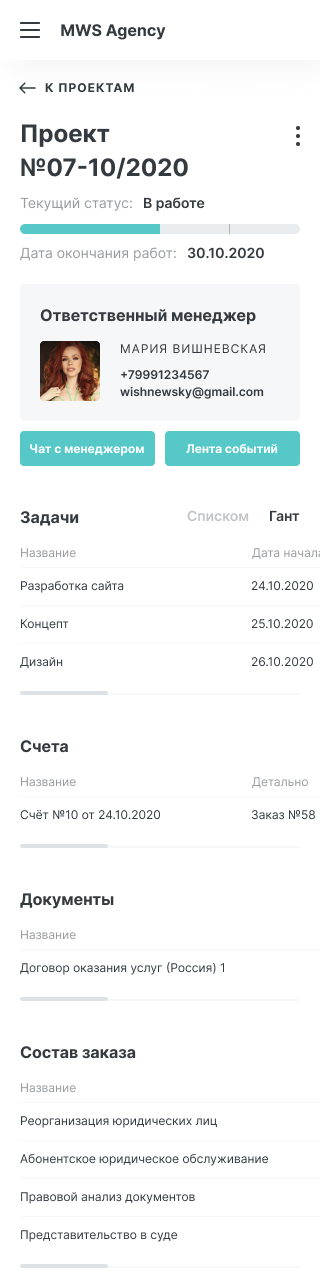 MWS Agency
К ПРОЕКТАМ
Проект
№07-10/2020
Текущий статус: В работе
Дата окончания работ: 30.10.2020
Ответственный менеджер
МАРИЯ ВИШНЕВСКАЯ
+79991234567
wishnewsky@gmail.com
Чат с менеджером Лента событий
Задачи Списком Гант
Название Дата начала
Разработка сайта 24.10.2020
Концепт 25.10.2020
Дизайн 26.10.2020
Счета
Название Детально
Счёт №10 от 24.10.2020 Заказ №58
Документы
Название
Договор оказания услуг (Россия) 1
Состав заказа
Название
Реорганизация юридических лиц
Абонентское юридическое обслуживание
Правовой анализ документов
Представительство в суде